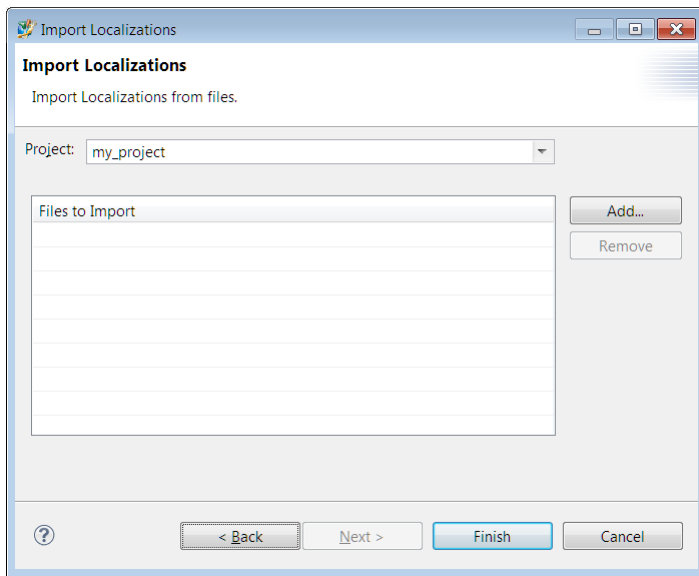 Import Localizations
Import Localizations
Import Localizations from files.
Project: my_project
Files to Import
Add...
Remove
?
< Back
Next >
Finish
Cancel